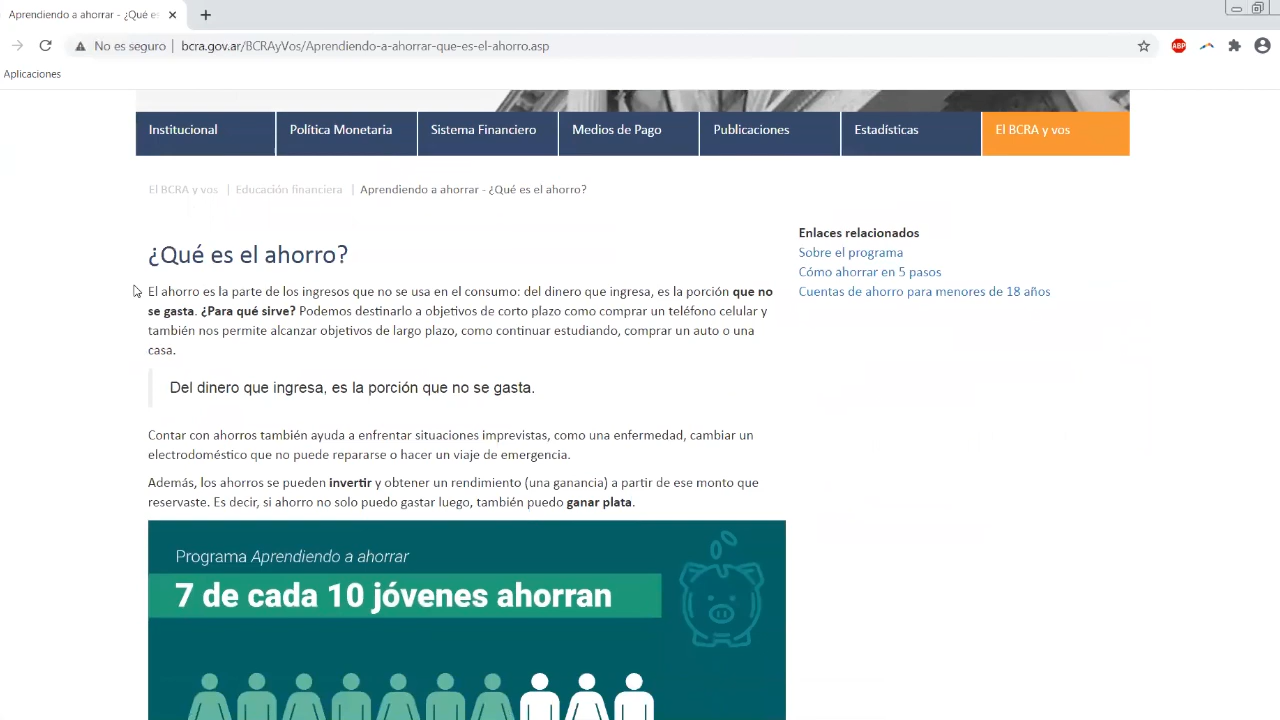 Aprendiendo a ahorrar - ¿Qué es
No es seguro
bcra.gov.ar/BCRAyVos/Aprendiendo-a-ahorrar-que-es-el-ahorro.asp
ABP
Aplicaciones
Institucional
Política Monetaria
Sistema Financiero
Medios de Pago
Publicaciones
Estadísticas
El BCRA y vos
El BCRA y vos | Educación financiera | Aprendiendo a ahorrar - ¿Qué es el ahorro?
¿Qué es el ahorro?
El ahorro es la parte de los ingresos que no se usa en el consumo: del dinero que ingresa, es la porción que no
se gasta. ¿Para qué sirve? Podemos destinarlo a objetivos de corto plazo como comprar un teléfono celular y
también nos permite alcanzar objetivos de largo plazo, como continuar estudiando, comprar un auto o una
casa.
Del dinero que ingresa, es la porción que no se gasta.
Contar con ahorros también ayuda a enfrentar situaciones imprevistas, como una enfermedad, cambiar un
electrodoméstico que no puede repararse o hacer un viaje de emergencia.
Además, los ahorros se pueden invertir y obtener un rendimiento (una ganancia) a partir de ese monto que
reservaste. Es decir, si ahorro no solo puedo gastar luego, también puedo ganar plata.
Programa Aprendiendo a ahorrar
7 de cada 10 jóvenes ahorran
Enlaces relacionados
Sobre el programa
Cómo ahorrar en 5 pasos
Cuentas de ahorro para menores de 18 años